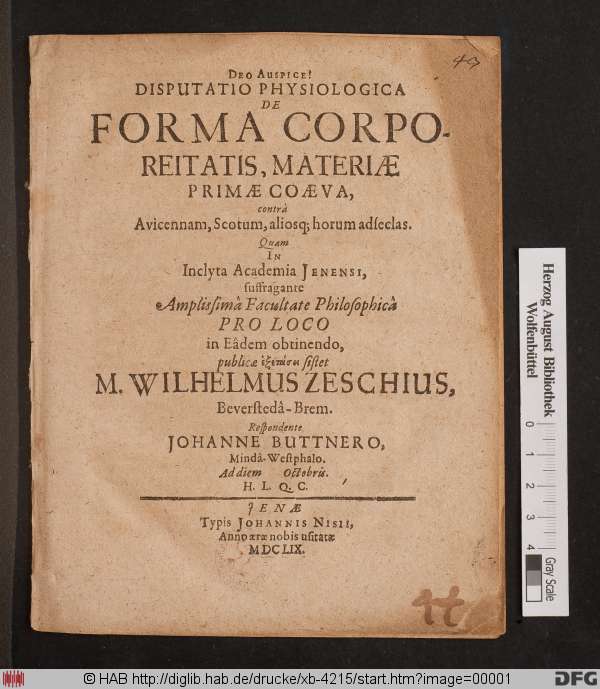 43
DEO AUSPICE!
DISPUTATIO PHYSIOLOGICA
DE
FORMA CORPO-
REITATIS, MATERIÆ
PRIMÆ COÆVA,
contrà
Avicennam, Scotum, aliosq; horum adſeclas.
Quam
IN
Inclyta Academia JENENSI,
ſuffragante
Ampliſſimâ Facultate Philoſophicâ
PRO LOCO
in Eâdem obtinendo,
publicæ ἐξετάσει ſiſtet
M. WILHELMUS ZESCHIUS,
Beverſtedâ-Brem.
Reſpondente
JOHANNE BUTTNERO,
Mindâ-Weſtphalo.
Ad diem Octobris.
H. L. Q. C.
JENÆ
Typis JOHANNIS NISII,
Anno æræ nobis uſitatæ
MDCLIX.
Herzog August Bibliothek
Wolfenbüttel
0
1
2
3
4
Gray Scale
© HAB http://diglib.hab.de/drucke/xb-4215/start.htm?image=00001
DFG